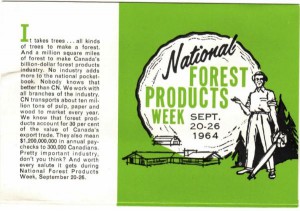 It takes trees . . . all kinds
of trees to make a forest.
And a million square miles
of forest to make Canada's
billion-dollar forest products
industry. No industry adds
more to the national pocket-
book. Nobody knows that
better than CN. We work with
all branches of the industry.
CN transports about ten mil-
lion tons of pulp, paper and
wood to market every year.
We know that forest prod-
ucts account for 30 per cent
of the value of Canada's
export trade. They also mean
$1,200,000,000 in annual pay-
checks to 300,000 Canadians.
Pretty important industry,
don't you think? And worth
every salute it gets during
National Forest Products
Week, September 20-26.
National
FOREST
PRODUCTS
WEEK SEPT.
20-26
1964